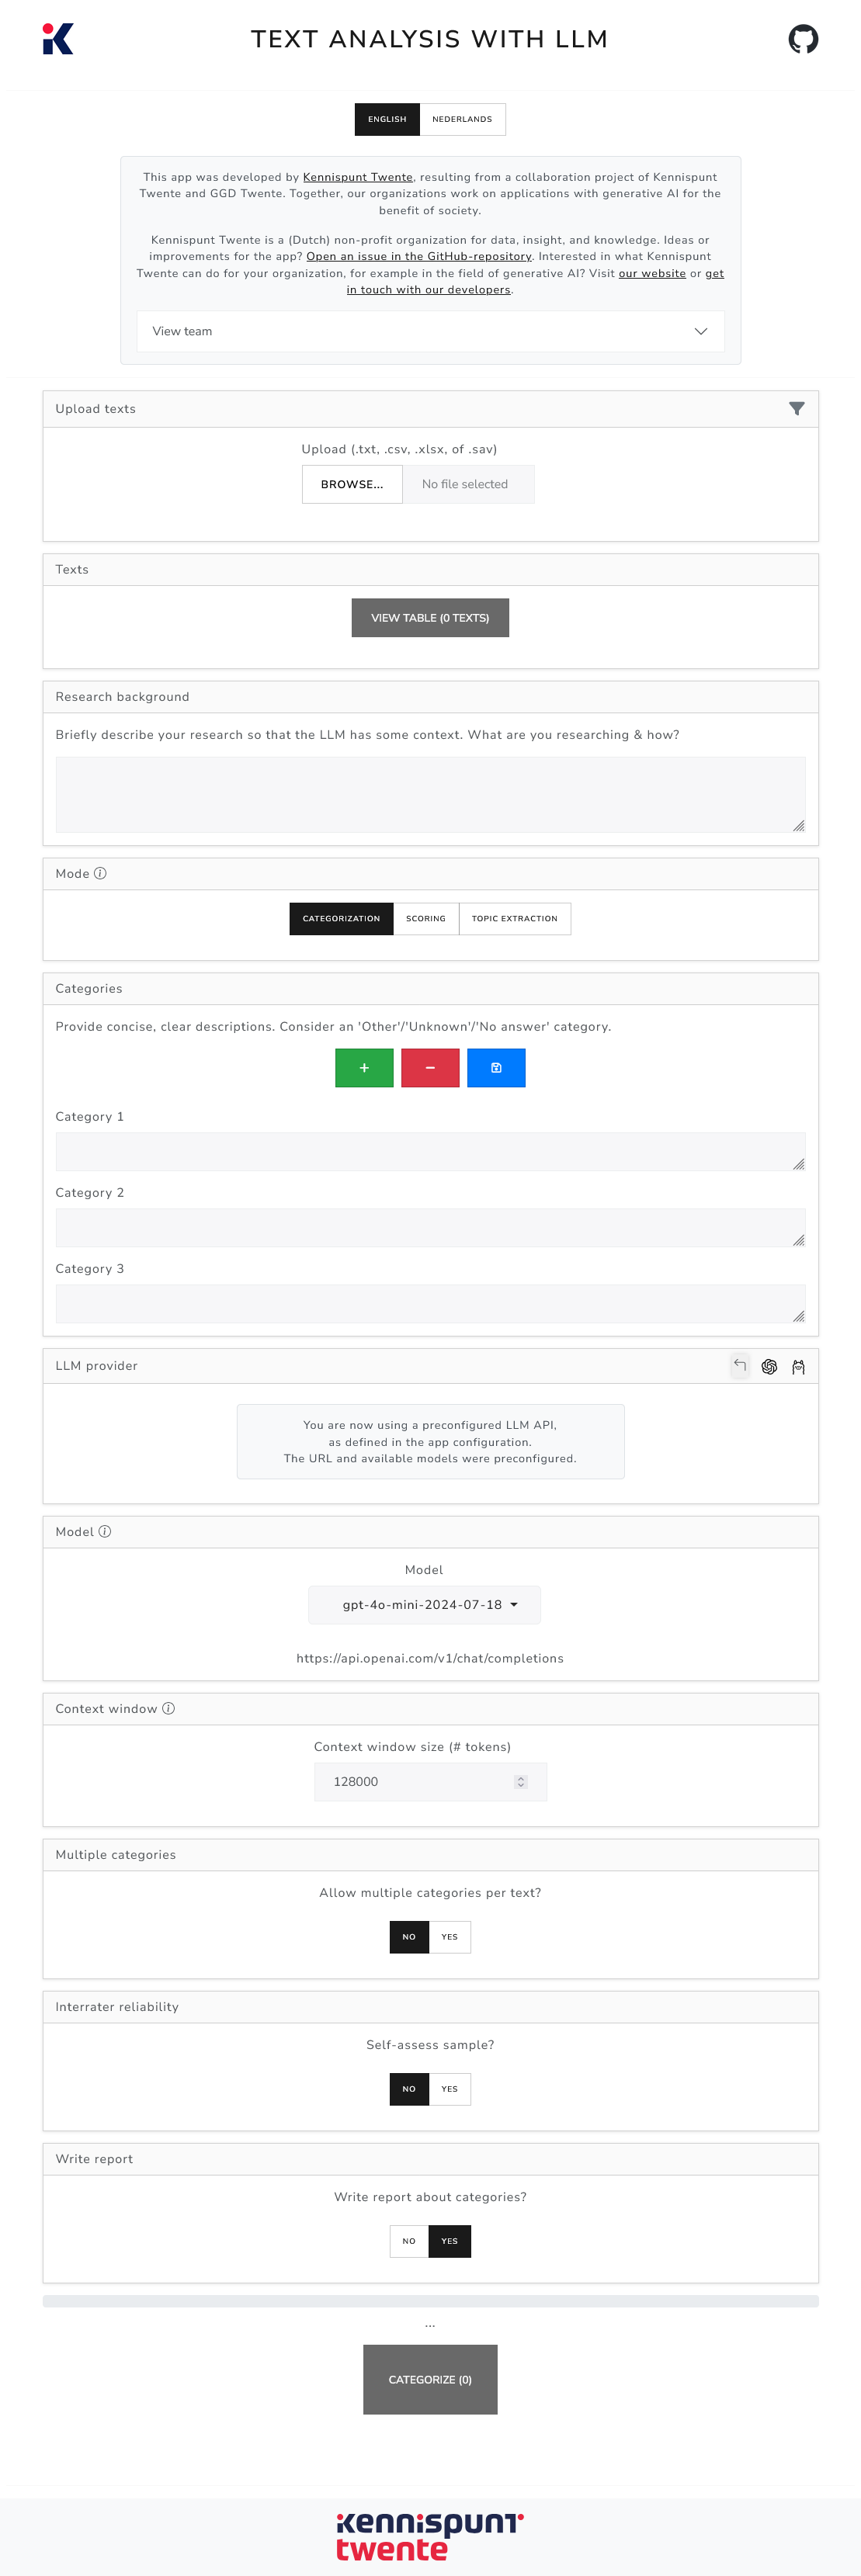 TEXT ANALYSIS WITH LLM
ENGLISH NEDERLANDS
This app was developed by Kennispunt Twente, resulting from a collaboration project of Kennispunt
Twente and GGD Twente. Together, our organizations work on applications with generative AI for the
benefit of society.
Kennispunt Twente is a (Dutch) non-profit organization for data, insight, and knowledge. Ideas or
improvements for the app? Open an issue in the GitHub-repository. Interested in what Kennispunt
Twente can do for your organization, for example in the field of generative AI? Visit our website or get
in touch with our developers.
View team
Upload texts
Upload (.txt, .csv, .xlsx, of .sav)
BROWSE... No file selected
Texts
VIEW TABLE (0 TEXTS)
Research background
Briefly describe your research so that the LLM has some context. What are you researching & how?
Mode
CATEGORIZATION SCORING TOPIC EXTRACTION
Categories
Provide concise, clear descriptions. Consider an 'Other'/'Unknown'/'No answer' category.
Category 1
Category 2
Category 3
LLM provider
You are now using a preconfigured LLM API,
as defined in the app configuration.
The URL and available models were preconfigured.
Model
Model
gpt-4o-mini-2024-07-18
https://api.openai.com/v1/chat/completions
Context window
Context window size (# tokens)
128000
Multiple categories
Allow multiple categories per text?
NO YES
Interrater reliability
Self-assess sample?
NO YES
Write report
Write report about categories?
NO YES
...
CATEGORIZE (0)
kennispunt
twente